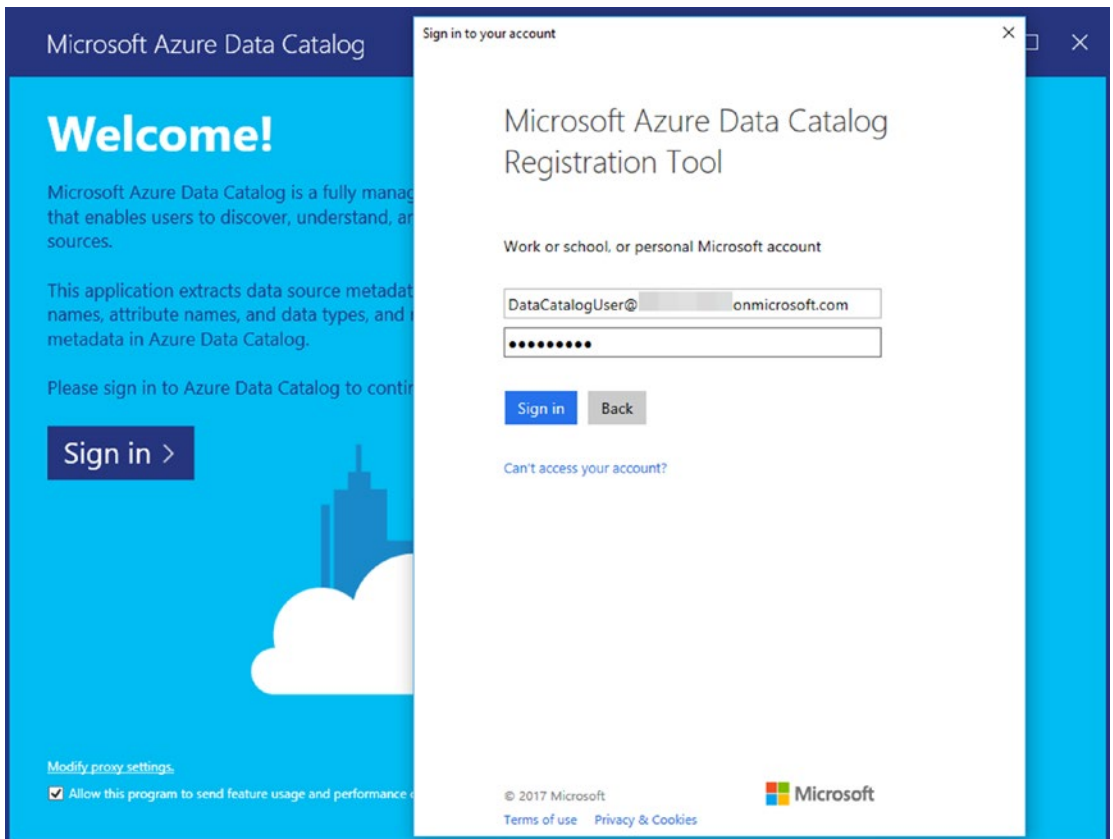 Microsoft Azure Data Catalog
Welcome!
Microsoft Azure Data Catalog is a fully manag
that enables users to discover, understand, an
sources.
This application extracts data source metadat
names, attribute names, and data types, and
metadata in Azure Data Catalog.
Please sign in to Azure Data Catalog to contin
Sign in >
Modify proxy settings.
Allow this program to send feature usage and performance
Sign in to your account
Microsoft Azure Data Catalog
Registration Tool
Work or school, or personal Microsoft account
DataCatalogUser@ onmicrosoft.com
•••••••••
Sign in Back
Can't access your account?
© 2017 Microsoft
Microsoft
Terms of use Privacy & Cookies